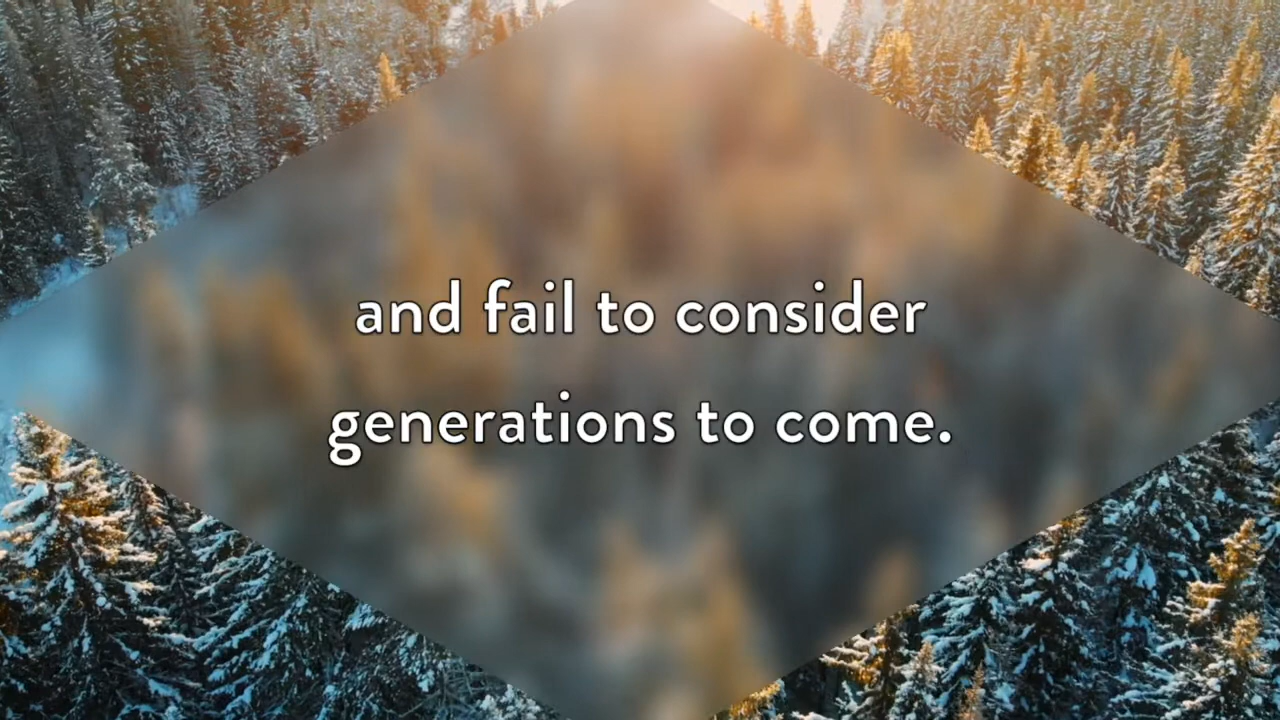 and fail to consider
generations to come.